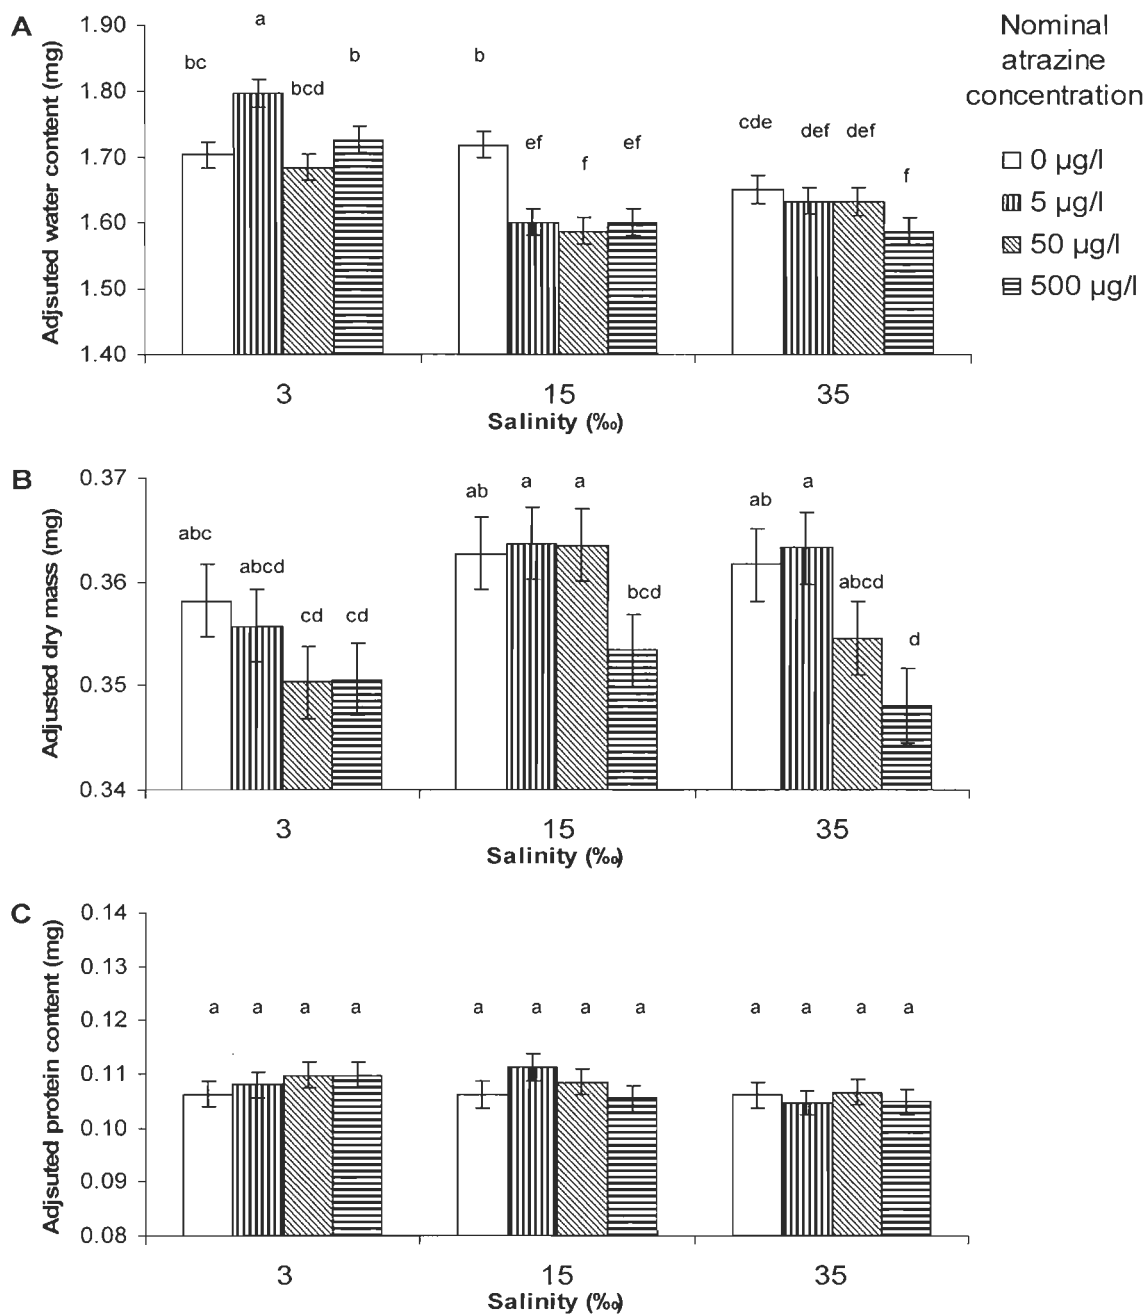 A
Adjsuted water content (mg)
1.90
1.80
1.70
1.60
1.50
1.40
bc
a
bcd
b
b
ef
f
ef
cde
def
def
f
3
15
35
Salinity (‰)
Nominal
atrazine
concentration
0 µg/l
5 µg/l
50 µg/l
500 µg/l
B
Adjusted dry mass (mg)
0.37
0.36
0.35
0.34
abc
abcd
cd
cd
ab
a
a
bcd
ab
a
abcd
d
3
15
35
Salinity (‰)
C
Adjsuted protein content (mg)
0.14
0.13
0.12
0.11
0.10
0.09
0.08
a
a
a
a
a
a
a
a
a
a
a
a
3
15
35
Salinity (‰)